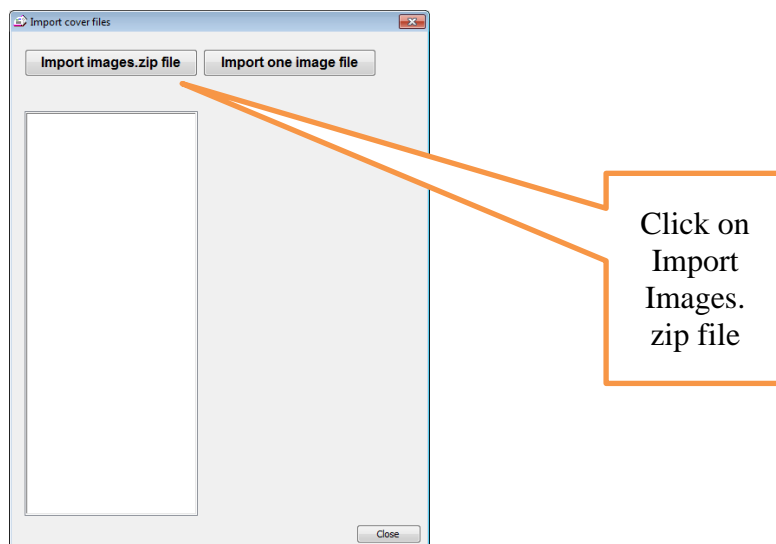 Import cover files
Import images.zip file Import one image file
Click on
Import
Images.
zip file
Close